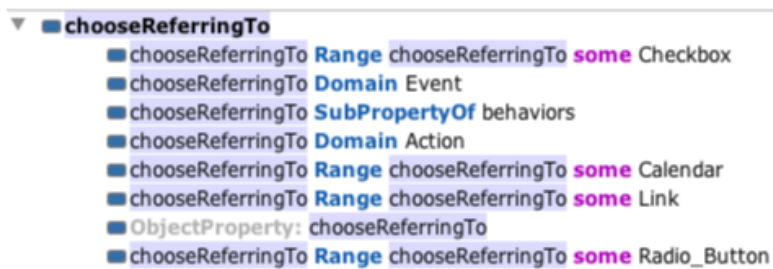 chooseReferringTo
chooseReferringTo Range chooseReferringTo some Checkbox
chooseReferringTo Domain Event
chooseReferringTo SubPropertyOf behaviors
chooseReferringTo Domain Action
chooseReferringTo Range chooseReferringTo some Calendar
chooseReferringTo Range chooseReferringTo some Link
ObjectProperty: chooseReferringTo
chooseReferringTo Range chooseReferringTo some Radio_Button